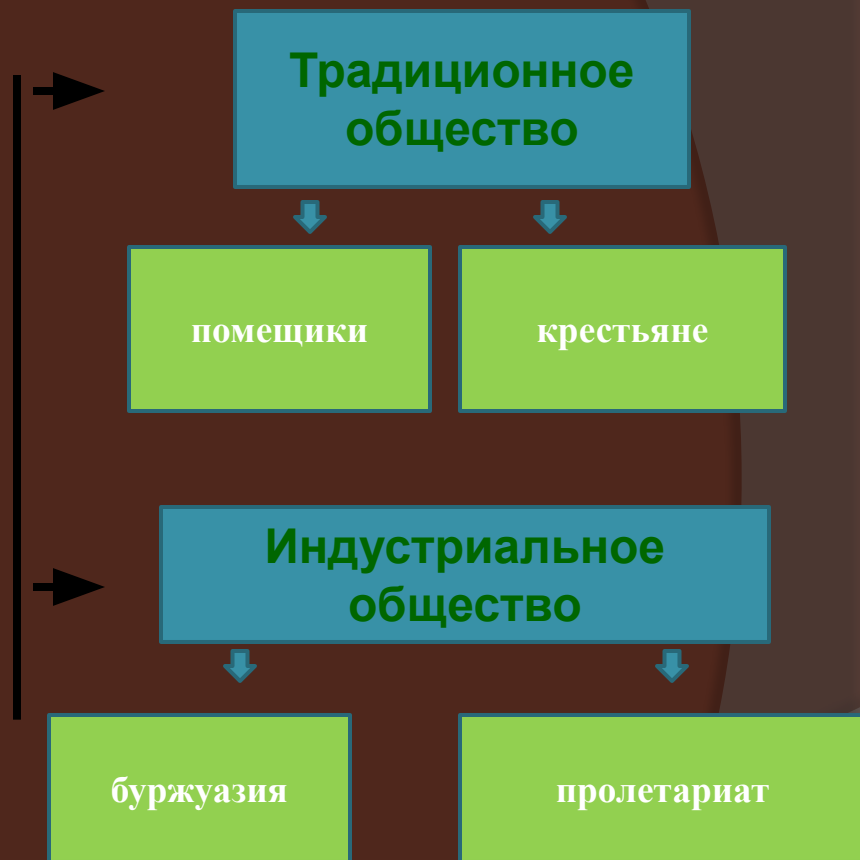 Традиционное
общество
помещики
крестьяне
Индустриальное
общество
буржуазия
пролетариат